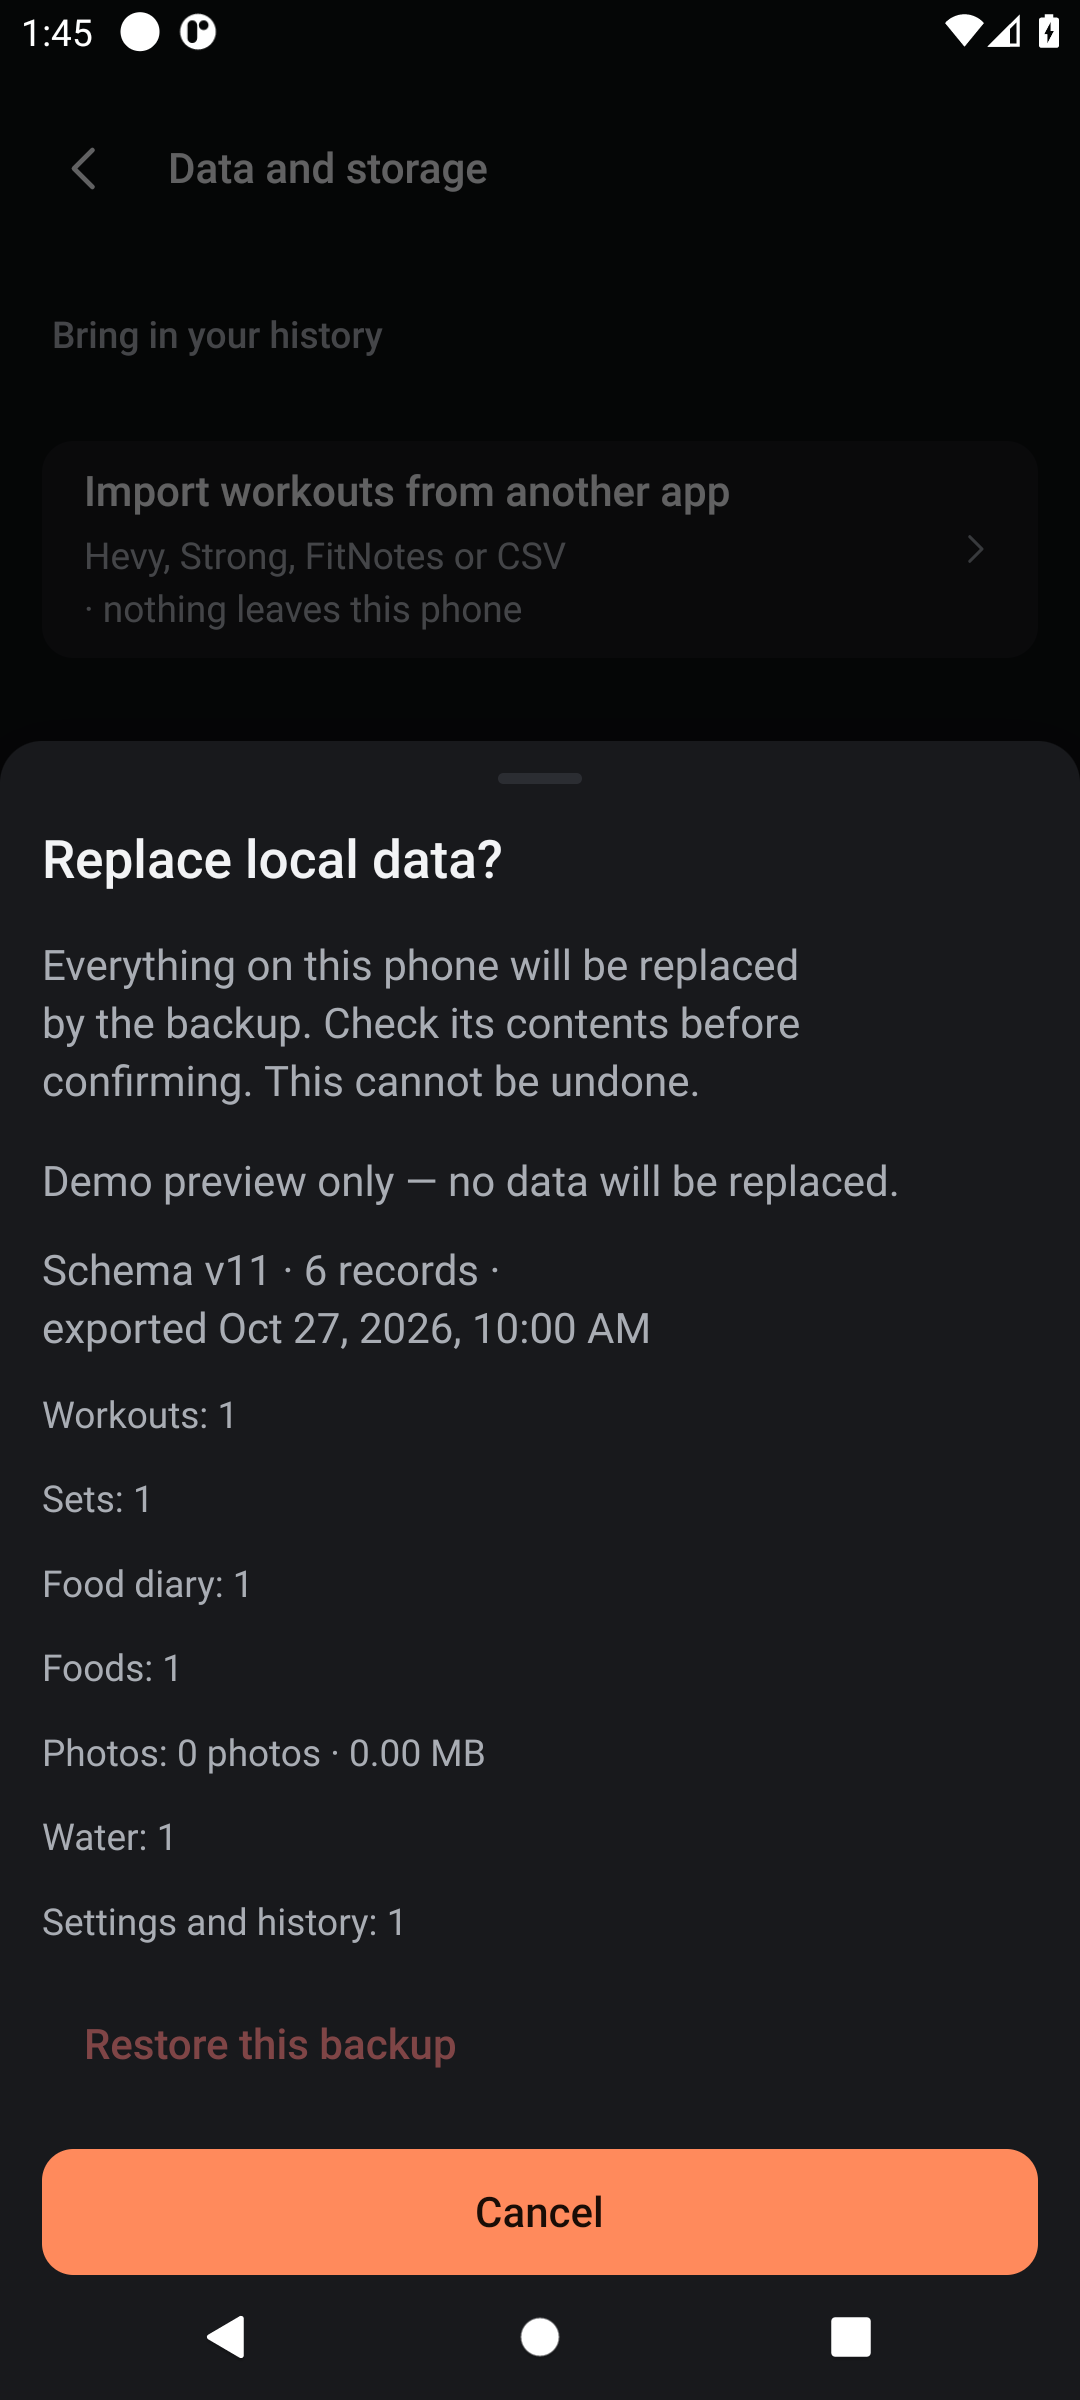 1:45
Data and storage
Bring in your history
Import workouts from another app
Hevy, Strong, FitNotes or CSV
· nothing leaves this phone
Replace local data?
Everything on this phone will be replaced
by the backup. Check its contents before
confirming. This cannot be undone.
Demo preview only — no data will be replaced.
Schema v11 · 6 records ·
exported Oct 27, 2026, 10:00 AM
Workouts: 1
Sets: 1
Food diary: 1
Foods: 1
Photos: 0 photos · 0.00 MB
Water: 1
Settings and history: 1
Restore this backup
Cancel